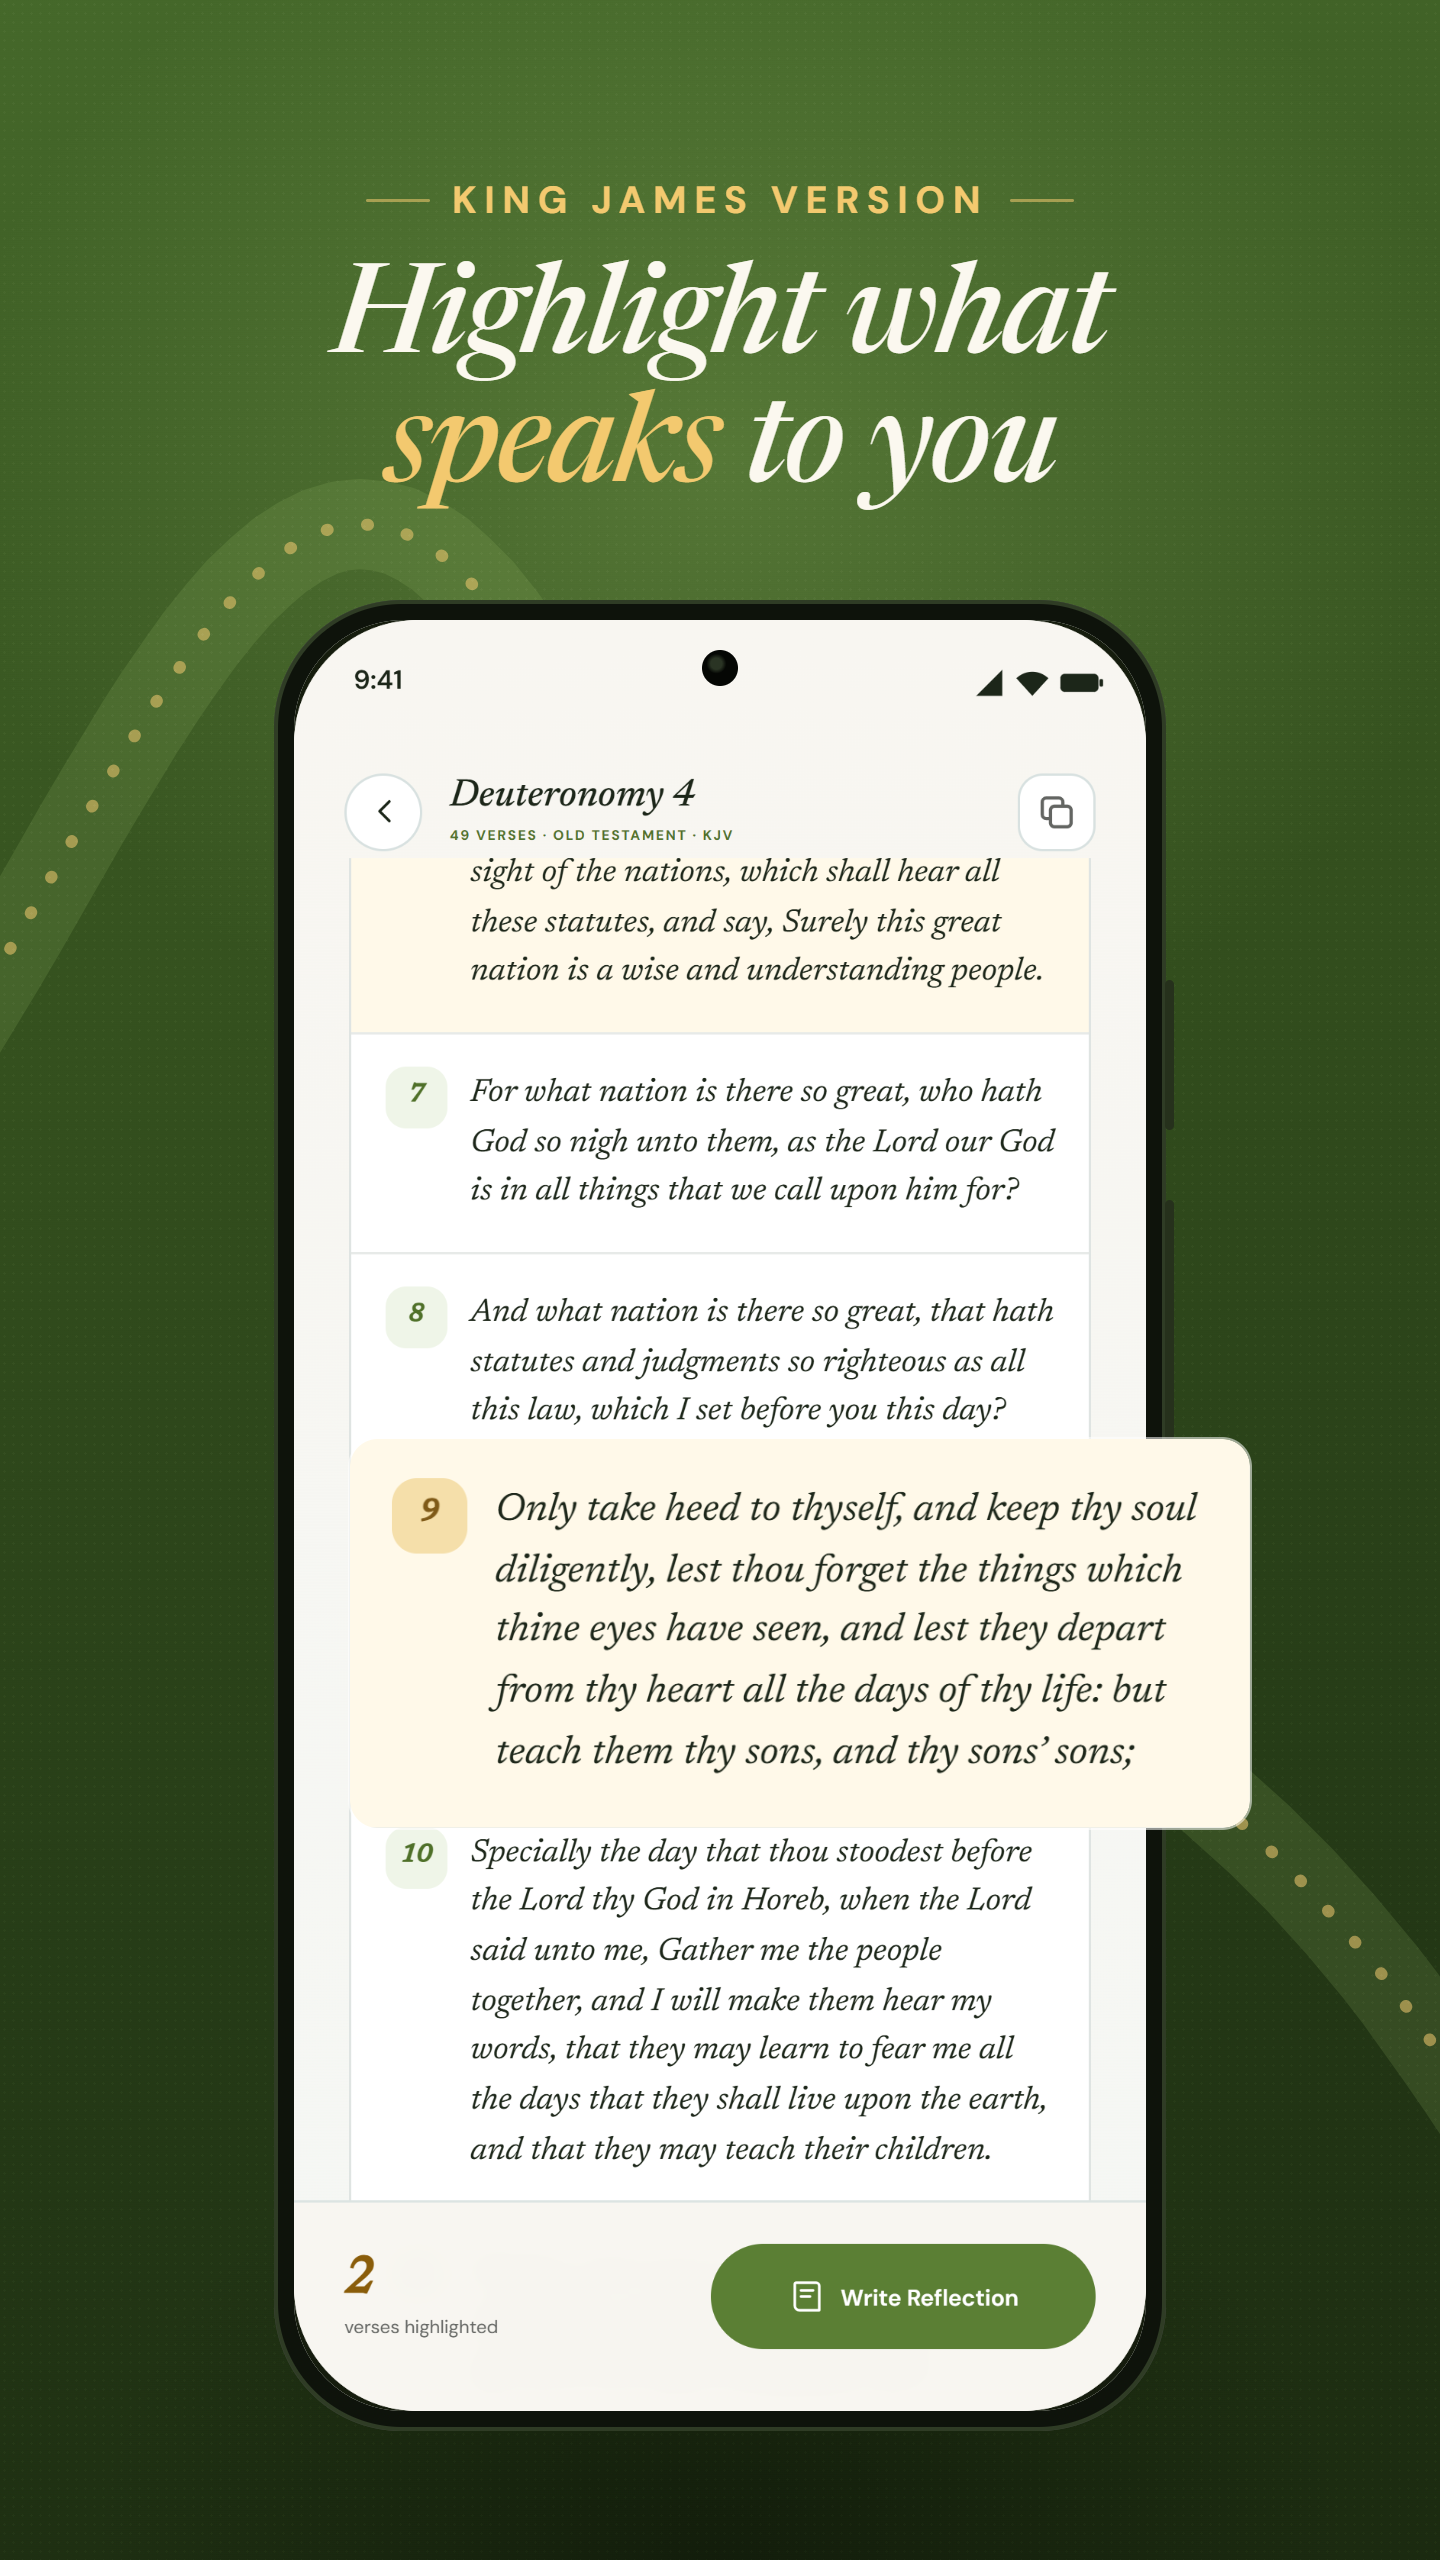 KING JAMES VERSION
Highlight what
speaks to you
9:41
Deuteronomy 4
49 VERSES · OLD TESTAMENT · KJV
sight of the nations, which shall hear all
these statutes, and say, Surely this great
nation is a wise and understanding people.
7 For what nation is there so great, who hath
God so nigh unto them, as the Lord our God
is in all things that we call upon him for?
8 And what nation is there so great, that hath
statutes and judgments so righteous as all
this law, which I set before you this day?
9 Only take heed to thyself, and keep thy soul
diligently, lest thou forget the things which
thine eyes have seen, and lest they depart
from thy heart all the days of thy life: but
teach them thy sons, and thy sons’ sons;
10 Specially the day that thou stoodest before
the Lord thy God in Horeb, when the Lord
said unto me, Gather me the people
together, and I will make them hear my
words, that they may learn to fear me all
the days that they shall live upon the earth,
and that they may teach their children.
2
verses highlighted
Write Reflection